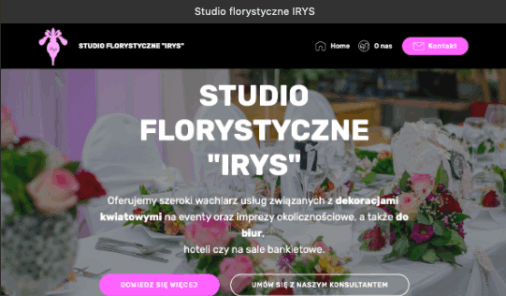 Studio florystyczne IRYS
STUDIO FLORYSTYCZNE "IRYS"
Home
O nas
Kontakt
STUDIO
FLORYSTYCZNE
"IRYS"
Oferujemy szeroki wachlarz usług związanych z dekoracjami
kwiatowymi na eventy oraz imprezy okolicznościowe, a także do
biur,
hoteli czy na sale bankietowe.
DOWIEDZ SIĘ WIĘCEJ
UMÓW SIĘ Z NASZYM KONSULTANTEM